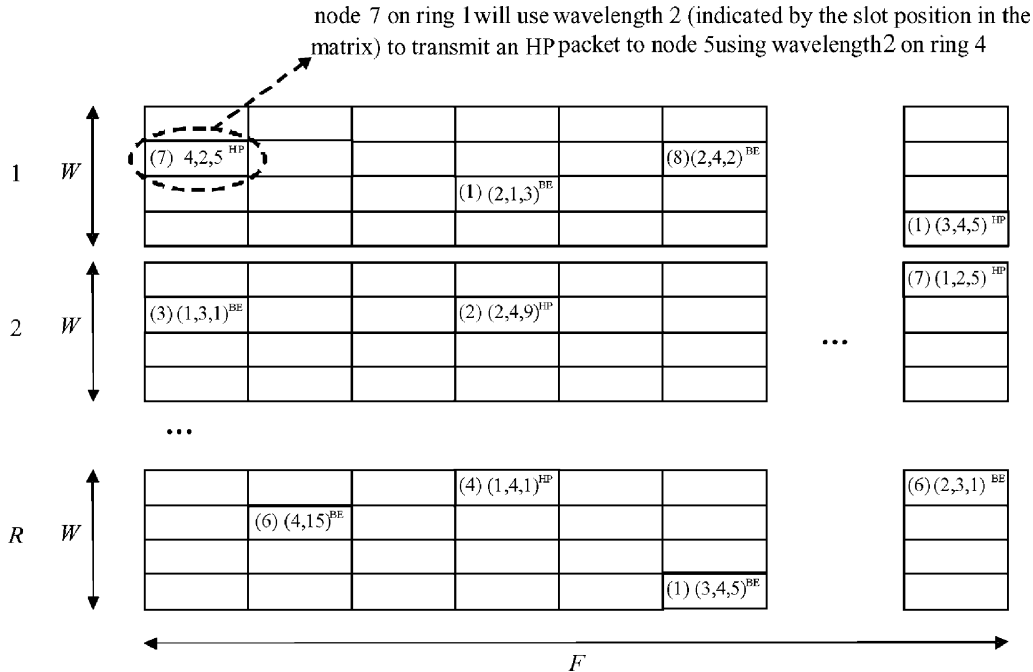 node 7 on ring 1 will use wavelength 2 (indicated by the slot position in the
matrix) to transmit an HP packet to node 5 using wavelength 2 on ring 4
1 W
(7) 4,2,5 HP
(8)(2,4,2) BE
(1) (2,1,3) BE
(1) (3,4,5) HP
2 W
(7) (1,2,5) HP
(3) (1,3,1) BE
(2) (2,4,9) HP
...
...
R W
(4) (1,4,1) HP
(6) (2,3,1) BE
(6) (4,15) BE
(1) (3,4,5) BE
F